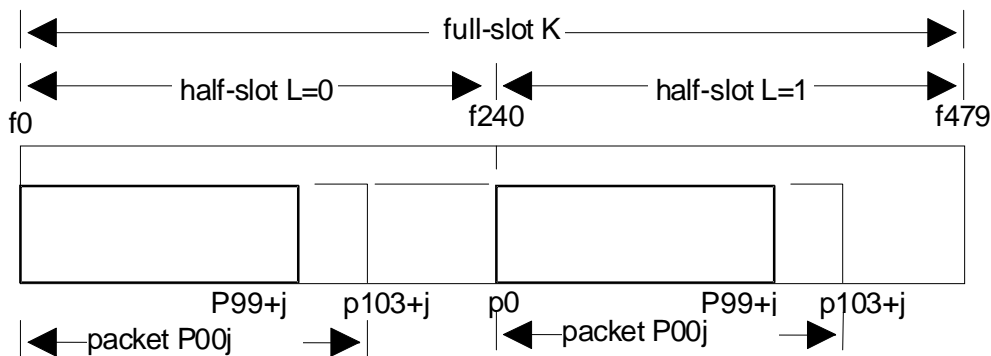 full-slot K
half-slot L=0 half-slot L=1
f0 f240 f479
P99+j p103+j p0 P99+j p103+j
packet P00j packet P00j